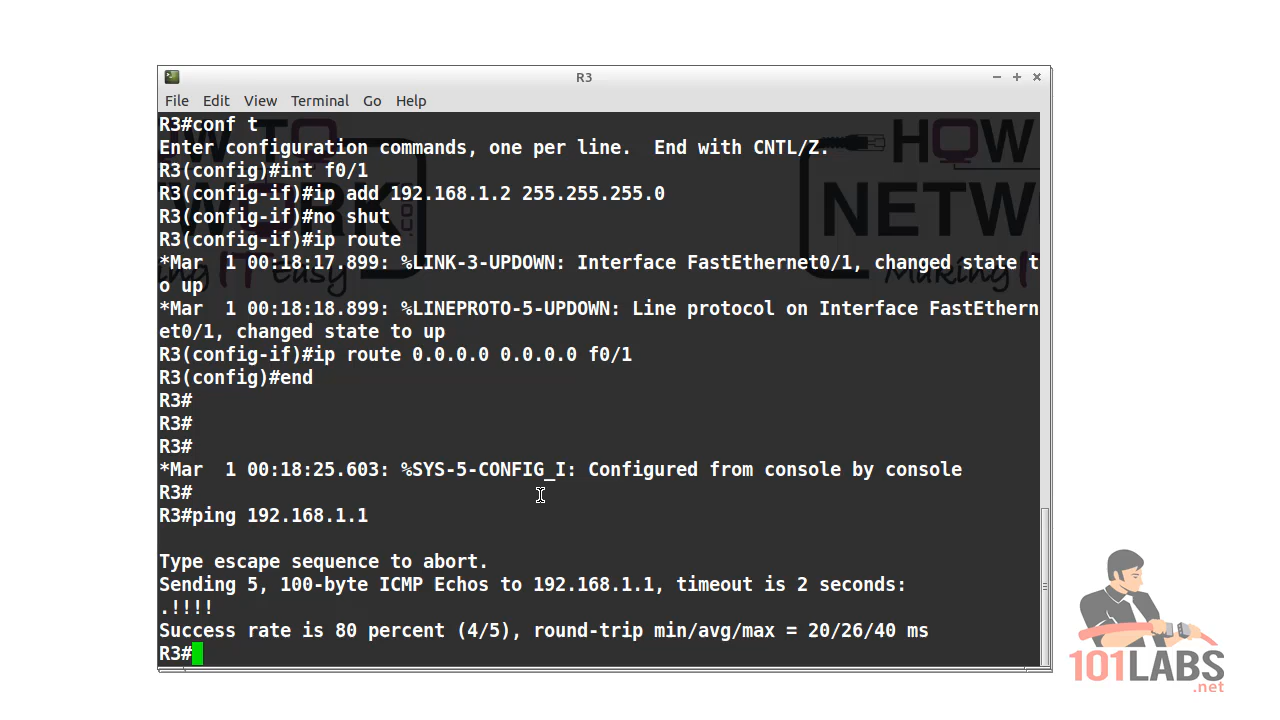 R3
File Edit View Terminal Go Help
R3#conf t
Enter configuration commands, one per line.  End with CNTL/Z.
R3(config)#int f0/1
R3(config-if)#ip add 192.168.1.2 255.255.255.0
R3(config-if)#no shut
R3(config-if)#ip route
*Mar  1 00:18:17.899: %LINK-3-UPDOWN: Interface FastEthernet0/1, changed state t
o up
*Mar  1 00:18:18.899: %LINEPROTO-5-UPDOWN: Line protocol on Interface FastEthern
et0/1, changed state to up
R3(config-if)#ip route 0.0.0.0 0.0.0.0 f0/1
R3(config)#end
R3#
R3#
R3#
*Mar  1 00:18:25.603: %SYS-5-CONFIG_I: Configured from console by console
R3#
R3#ping 192.168.1.1
Type escape sequence to abort.
Sending 5, 100-byte ICMP Echos to 192.168.1.1, timeout is 2 seconds:
.!!!!
Success rate is 80 percent (4/5), round-trip min/avg/max = 20/26/40 ms
R3#
HOW
NETW
Making I
101LABS
.net